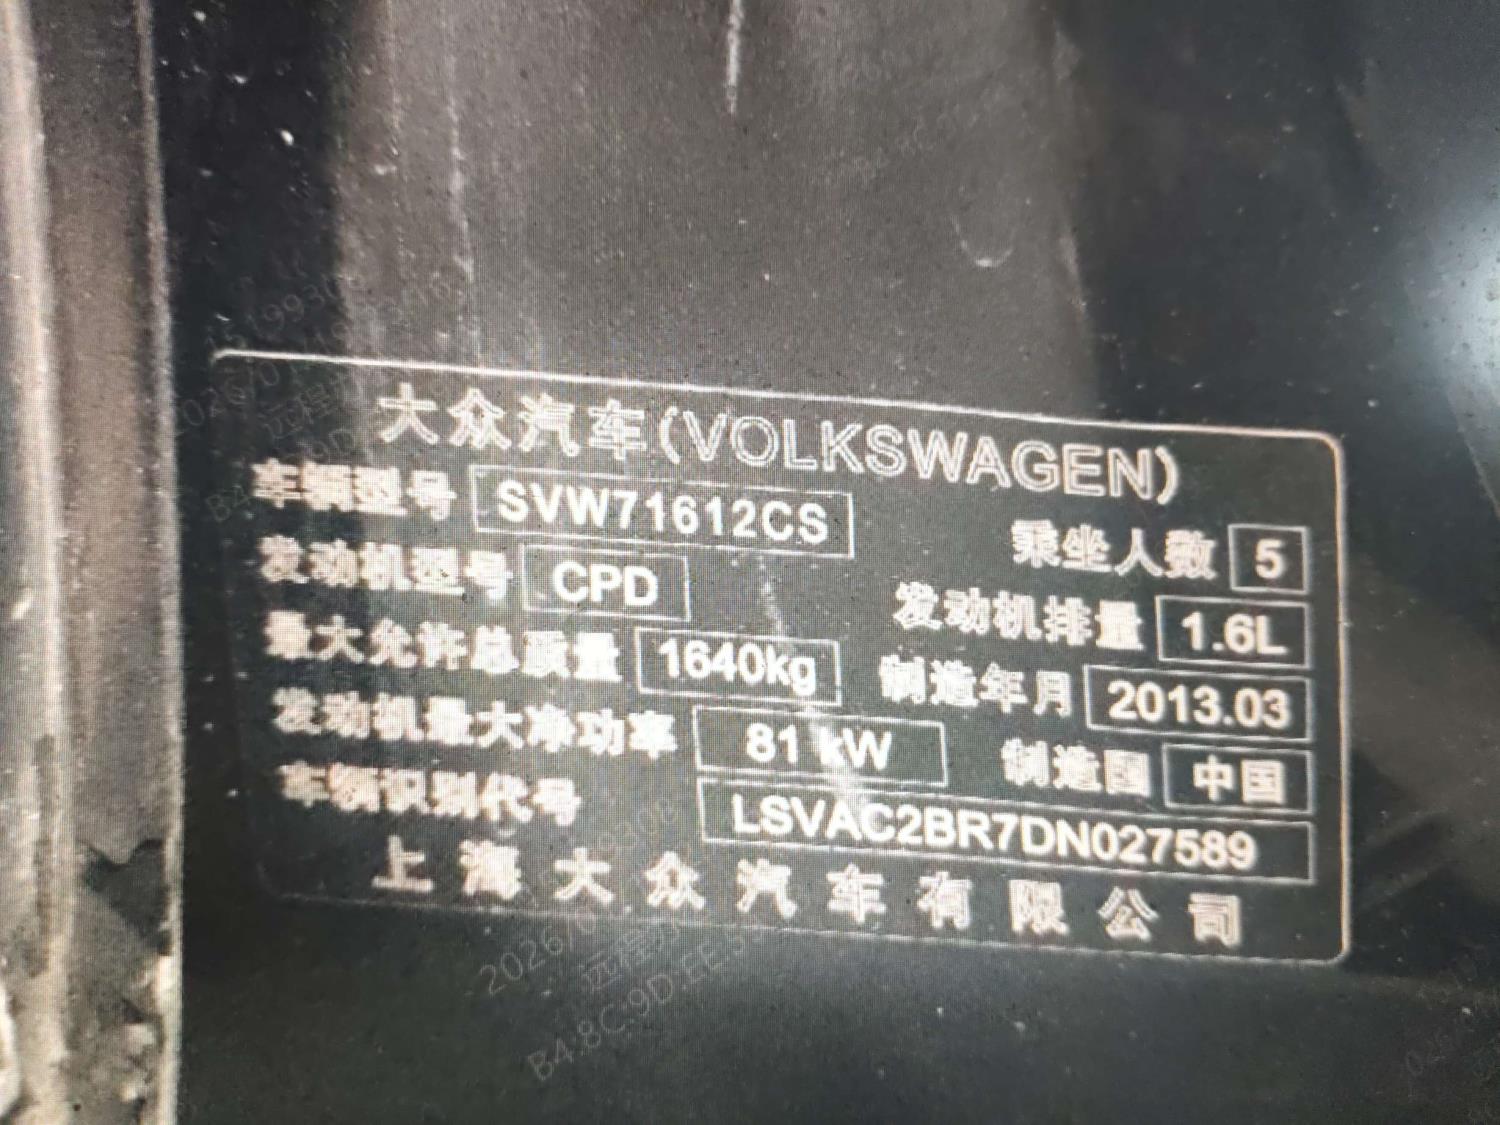 大众汽车(VOLKSWAGEN)
车辆型号 SVW71612CS 乘坐人数 5
发动机型号 CPD 发动机排量 1.6L
最大允许总质量 1640kg 制造年月 2013.03
发动机最大净功率 81 kW 制造国 中国
车辆识别代号 LSVAC2BR7DN027589
上海大众汽车有限公司